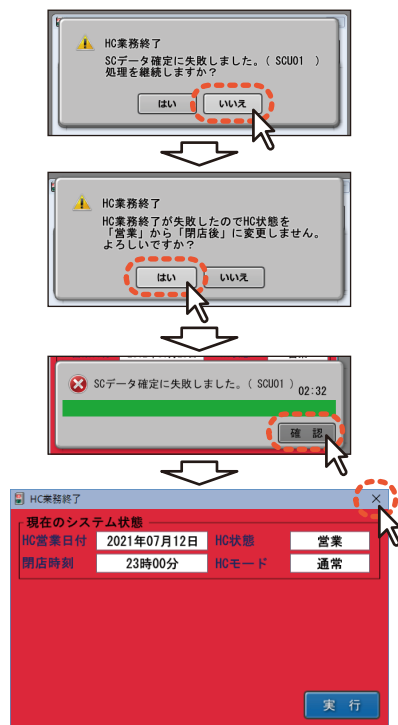 HC業務終了
SCデータ確定に失敗しました。( SCU01 )
処理を継続しますか？
はい いいえ
HC業務終了
HC業務終了が失敗したのでHC状態を
「営業」から「閉店後」に変更しません。
よろしいですか？
はい いいえ
SCデータ確定に失敗しました。( SCU01 ) 02:32
確 認
HC業務終了
現在のシステム状態
HC営業日付 2021年07月12日 HC状態 営業
閉店時刻 23時00分 HCモード 通常
実 行